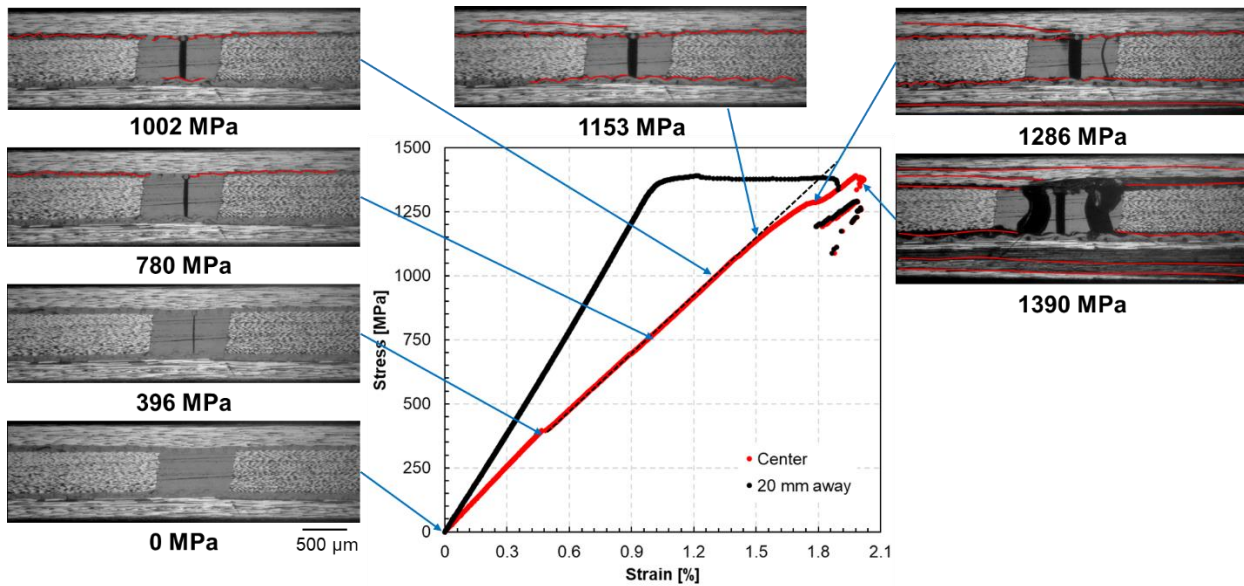 1002 MPa
1153 MPa
1286 MPa
780 MPa
1390 MPa
396 MPa
0 MPa
500 µm
1500
1250
1000
750
500
250
0
Stress [MPa]
Center
20 mm away
0 0.3 0.6 0.9 1.2 1.5 1.8 2.1
Strain [%]